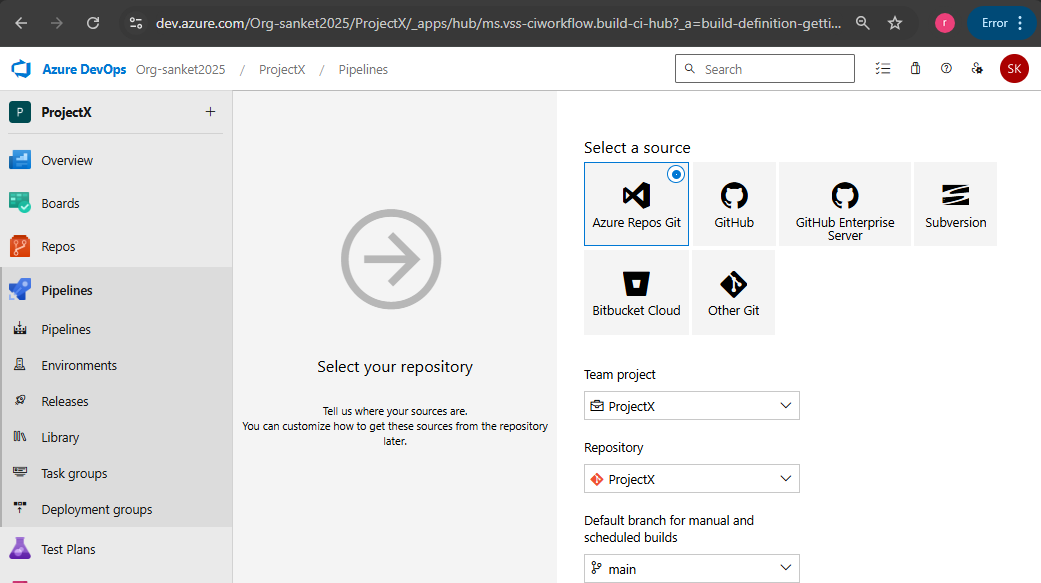 dev.azure.com/Org-sanket2025/ProjectX/_apps/hub/ms.vss-ciworkflow.build-ci-hub?_a=build-definition-getti...
r
Error
Azure DevOps Org-sanket2025 / ProjectX / Pipelines
Search
SK
P ProjectX +
Overview
Boards
Repos
Pipelines
Pipelines
Environments
Releases
Library
Task groups
Deployment groups
Test Plans
Select your repository
Tell us where your sources are.
You can customize how to get these sources from the repository
later.
Select a source
Azure Repos Git
GitHub
GitHub Enterprise
Server
Subversion
Bitbucket Cloud
Other Git
Team project
ProjectX
Repository
ProjectX
Default branch for manual and
scheduled builds
main